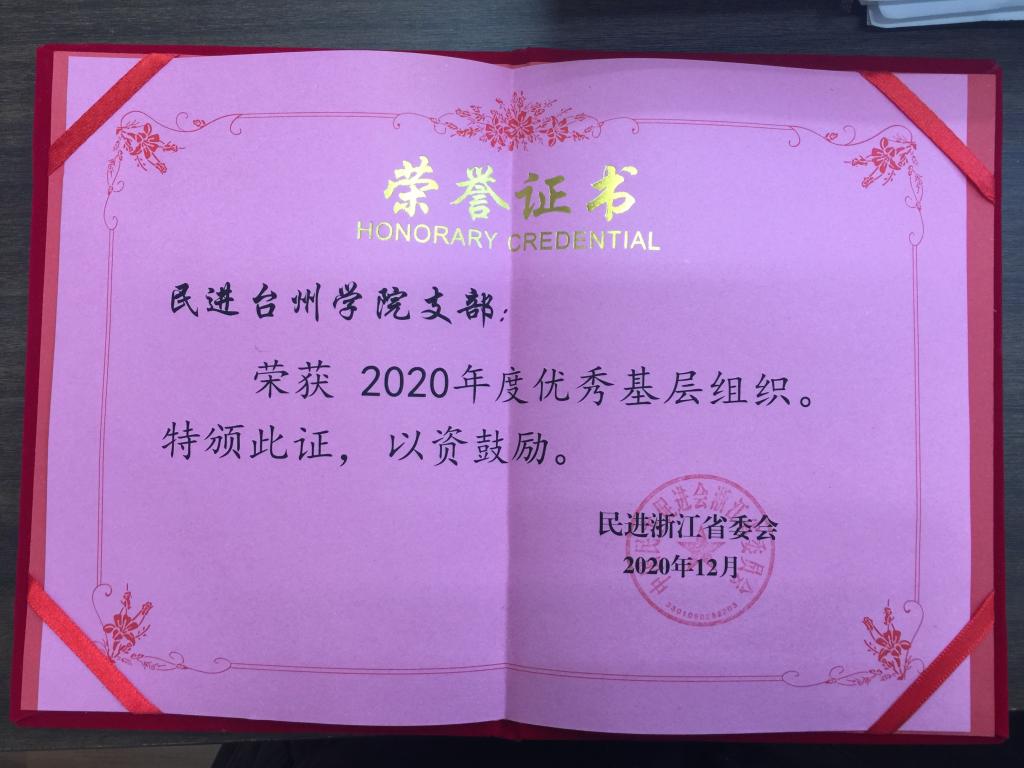 荣誉证书
HONORARY CREDENTIAL
民进台州学院支部：
荣获 2020年度优秀基层组织。
特颁此证，以资鼓励。
民进浙江省委会
2020年12月